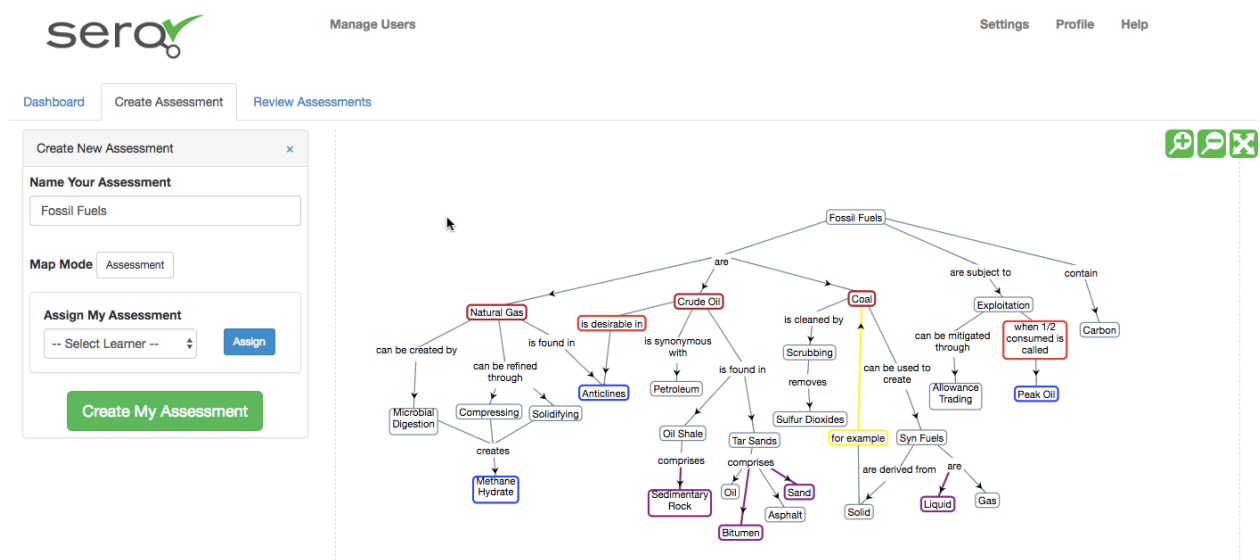 sera
Manage Users
Settings
Profile
Help
Dashboard
Create Assessment
Review Assessments
Create New Assessment
×
Name Your Assessment
Fossil Fuels
Map Mode
Assessment
Assign My Assessment
-- Select Learner --
Assign
Create My Assessment
Fossil Fuels
are
are subject to
contain
Natural Gas
Crude Oil
Coal
Exploitation
is desirable in
is cleaned by
when 1/2
consumed is
called
Carbon
can be created by
is found in
is synonymous
with
can be mitigated
through
Scrubbing
can be refined
through
is found in
can be used to
create
removes
Anticlines
Petroleum
Allowance
Trading
Peak Oil
Microbial
Digestion
Compressing
Solidifying
Sulfur Dioxides
Oil Shale
Tar Sands
for example
Syn Fuels
creates
comprises
comprises
are derived from
are
Methane
Hydrate
Sedimentary
Rock
Oil
Sand
Liquid
Gas
Asphalt
Solid
Bitumen